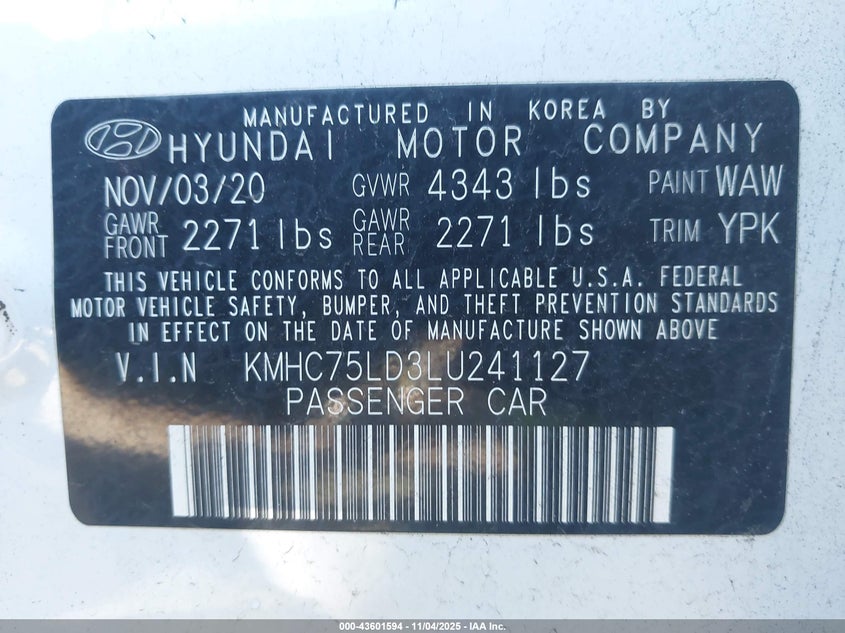 MANUFACTURED IN KOREA BY
HYUNDAI MOTOR COMPANY
NOV/03/20 GVWR 4343 lbs PAINT WAW
GAWR FRONT 2271 lbs GAWR REAR 2271 lbs TRIM YPK
THIS VEHICLE CONFORMS TO ALL APPLICABLE U.S.A. FEDERAL
MOTOR VEHICLE SAFETY, BUMPER, AND THEFT PREVENTION STANDARDS
IN EFFECT ON THE DATE OF MANUFACTURE SHOWN ABOVE
V.I.N KMHC75LD3LU241127
PASSENGER CAR
000-43601594 - 11/04/2025 - IAA Inc.